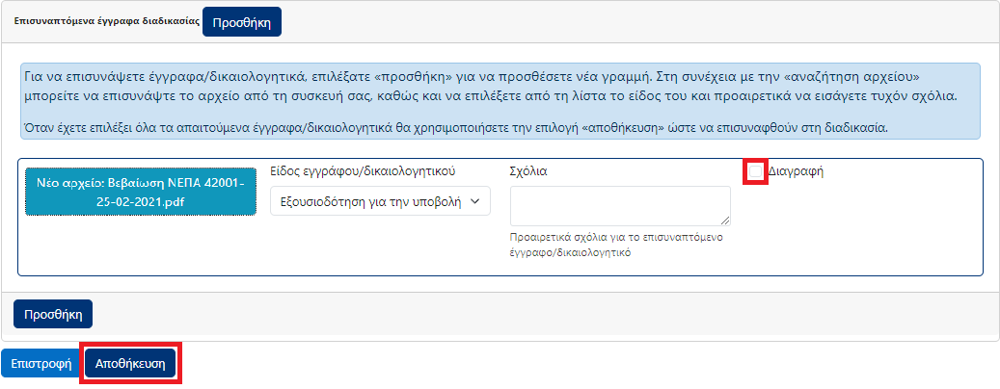 Επισυναπτόμενα έγγραφα διαδικασίας Προσθήκη
Για να επισυνάψετε έγγραφα/δικαιολογητικά, επιλέξατε «προσθήκη» για να προσθέσετε νέα γραμμή. Στη συνέχεια με την «αναζήτηση αρχείου»
μπορείτε να επισυνάψτε το αρχείο από τη συσκευή σας, καθώς και να επιλέξετε από τη λίστα το είδος του και προαιρετικά να εισάγετε τυχόν σχόλια.
Όταν έχετε επιλέξει όλα τα απαιτούμενα έγγραφα/δικαιολογητικά θα χρησιμοποιήσετε την επιλογή «αποθήκευση» ώστε να επισυναφθούν στη διαδικασία.
Νέο αρχείο: Βεβαίωση ΝΕΠΑ 42001-
25-02-2021.pdf
Είδος εγγράφου/δικαιολογητικού
Εξουσιοδότηση για την υποβολή
Σχόλια
Προαιρετικά σχόλια για το επισυναπτόμενο
έγγραφο/δικαιολογητικό
Διαγραφή
Προσθήκη
Επιστροφή Αποθήκευση